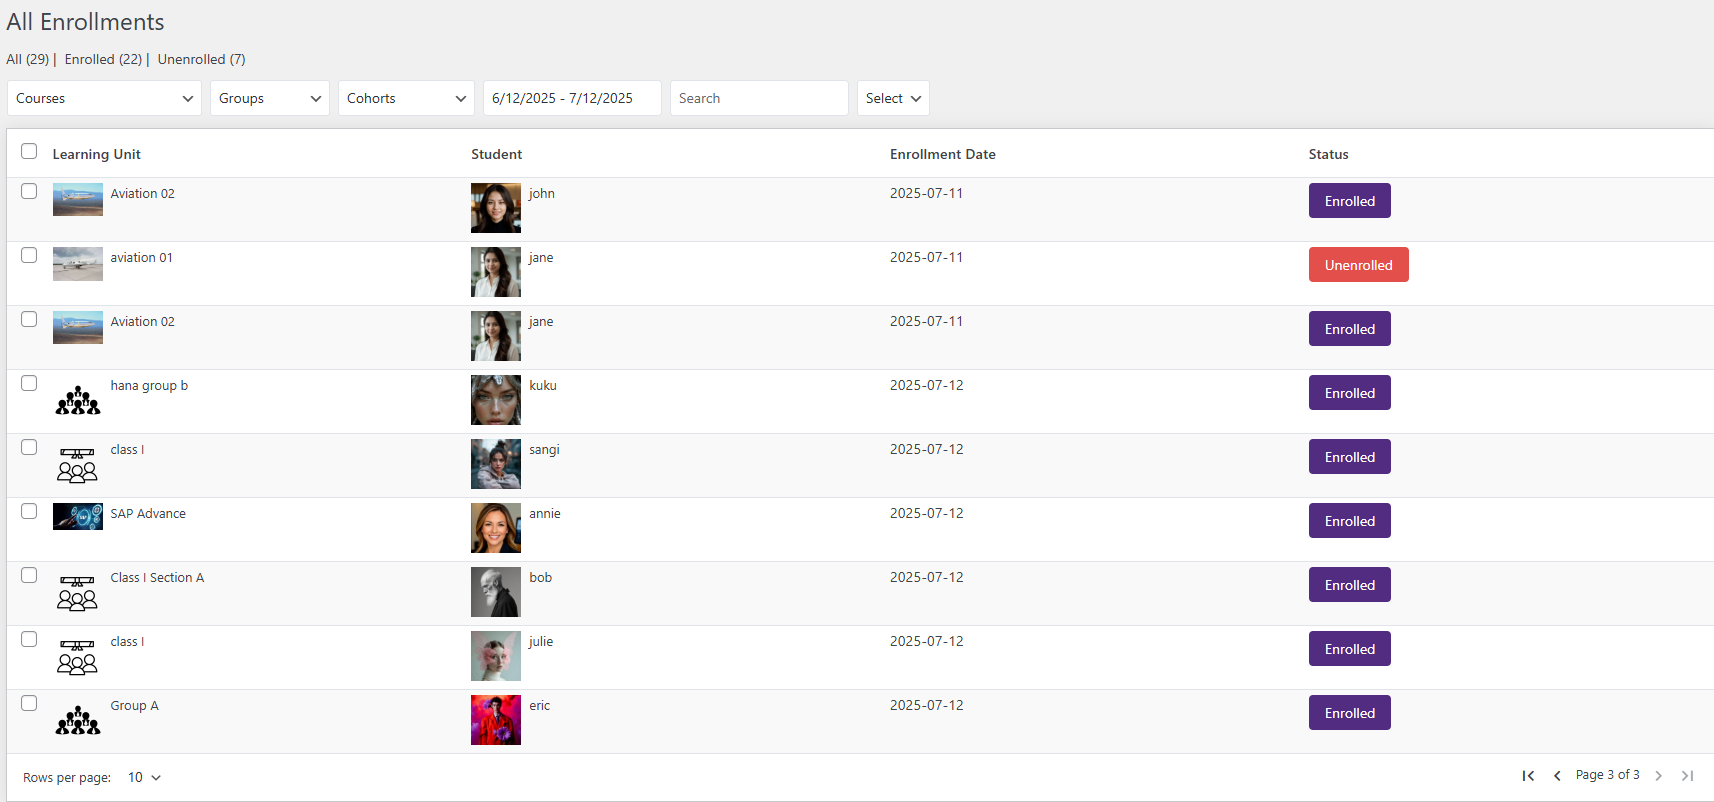 All Enrollments
All (29) | Enrolled (22) | Unenrolled (7)
Courses Groups Cohorts 6/12/2025 - 7/12/2025 Search Select
Learning Unit Student Enrollment Date Status
Aviation 02 john 2025-07-11 Enrolled
aviation 01 jane 2025-07-11 Unenrolled
Aviation 02 jane 2025-07-11 Enrolled
hana group b kuku 2025-07-12 Enrolled
class I sangi 2025-07-12 Enrolled
SAP Advance annie 2025-07-12 Enrolled
Class I Section A bob 2025-07-12 Enrolled
class I julie 2025-07-12 Enrolled
Group A eric 2025-07-12 Enrolled
Rows per page: 10 Page 3 of 3